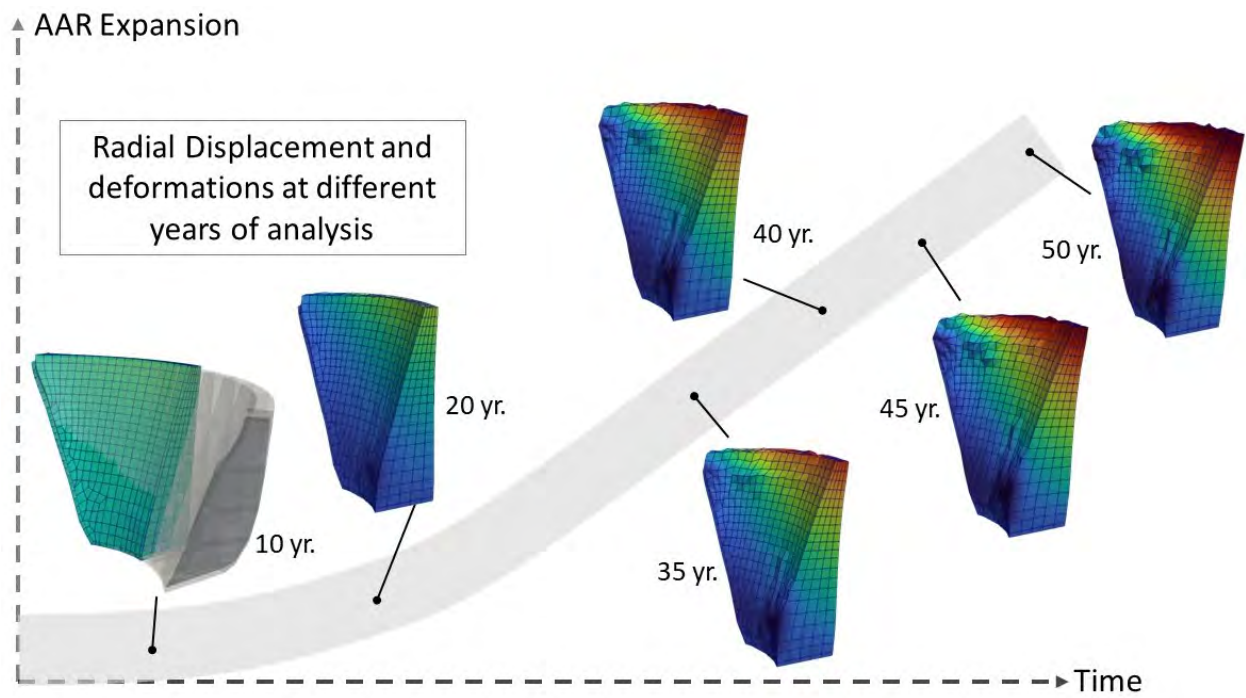 AAR Expansion
Radial Displacement and
deformations at different
years of analysis
40 yr.
50 yr.
20 yr.
45 yr.
10 yr.
35 yr.
Time